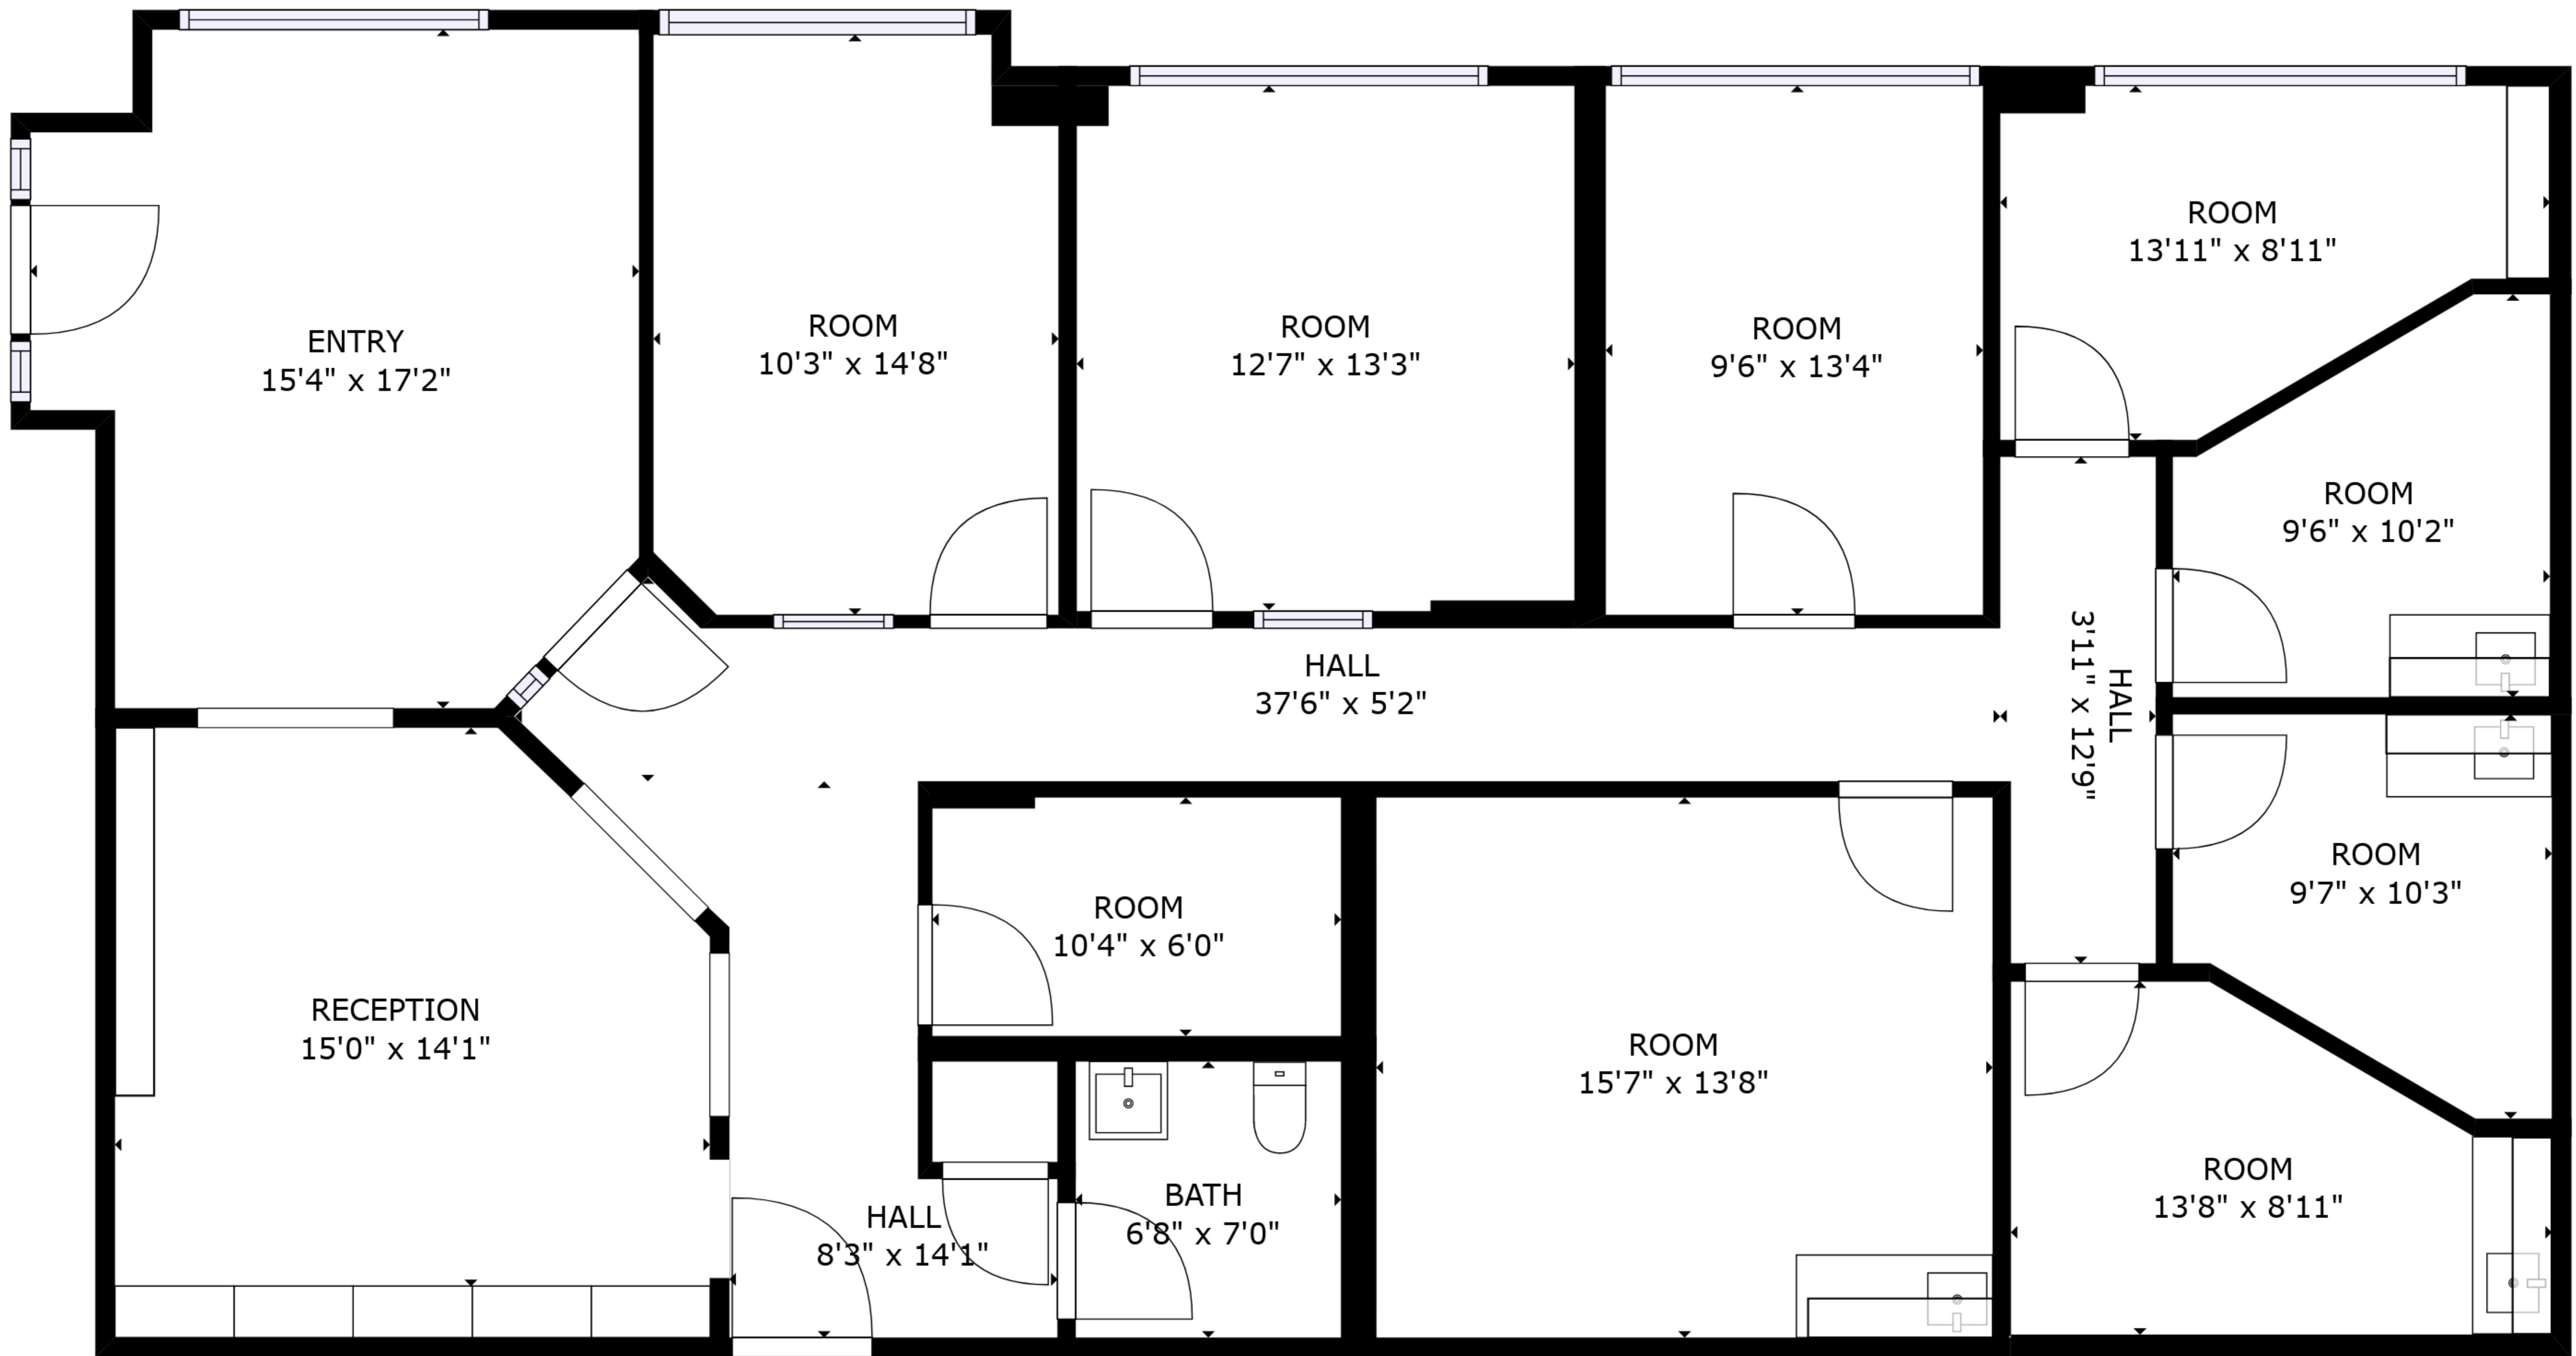 ENTRY
15'4" x 17'2"
ROOM
10'3" x 14'8"
ROOM
12'7" x 13'3"
ROOM
9'6" x 13'4"
ROOM
13'11" x 8'11"
ROOM
9'6" x 10'2"
HALL
37'6" x 5'2"
HALL
3'11" x 12'9"
ROOM
9'7" x 10'3"
ROOM
10'4" x 6'0"
RECEPTION
15'0" x 14'1"
ROOM
15'7" x 13'8"
HALL
8'3" x 14'1"
BATH
6'8" x 7'0"
ROOM
13'8" x 8'11"